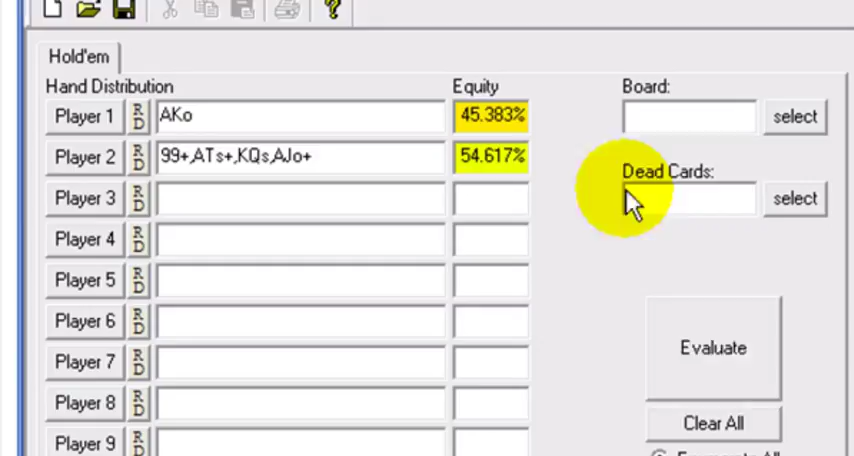 ?
Hold'em
Hand Distribution Equity Board:
Player 1 R D AKo 45.383% select
Player 2 R D 99+,ATs+,KQs,AJo+ 54.617%
Dead Cards:
Player 3 R D select
Player 4 R D
Player 5 R D
Player 6 R D
Evaluate
Player 7 R D
Player 8 R D
Clear All
Player 9 R D